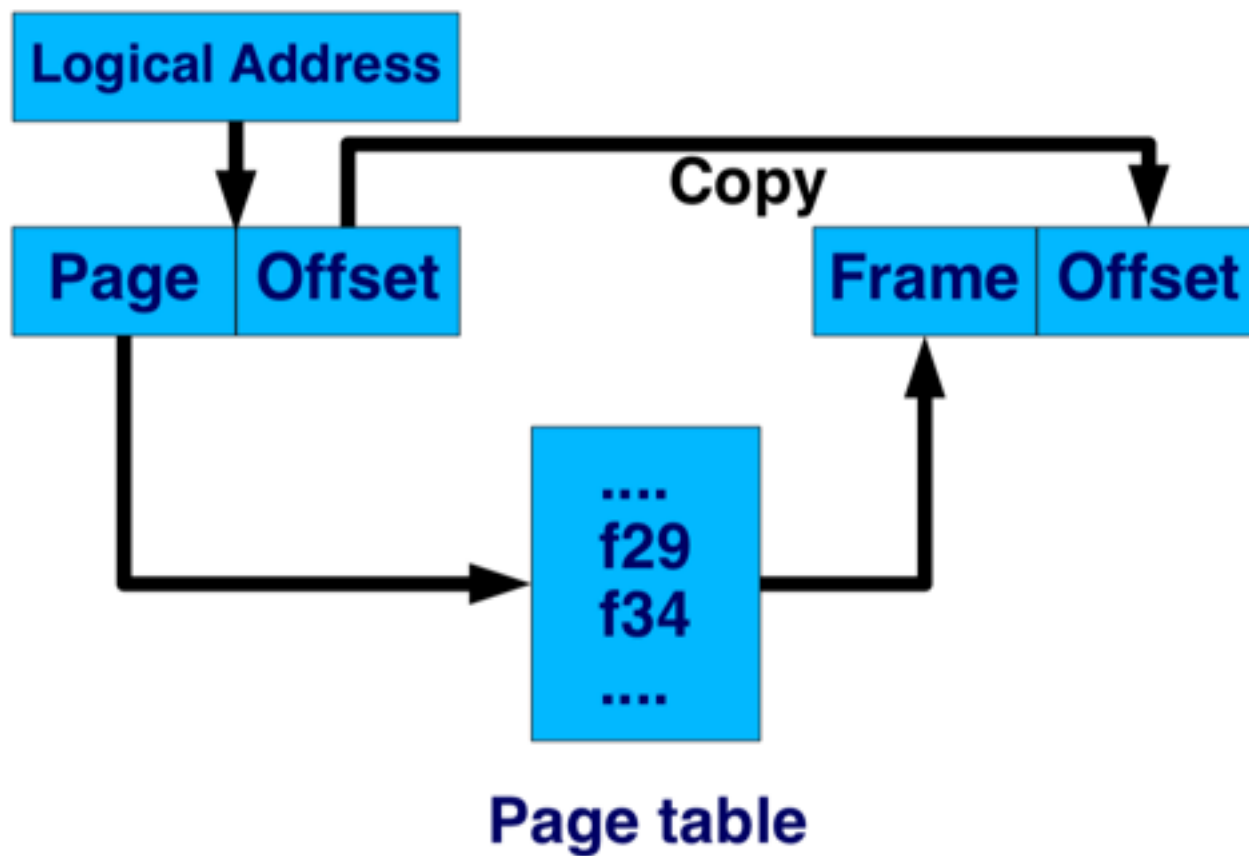 Logical Address
Copy
Page Offset
Frame Offset
....
f29
f34
....
Page table